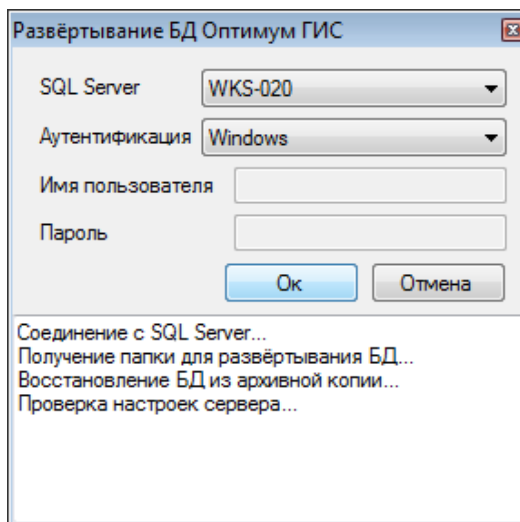 Развёртывание БД Оптимум ГИС
SQL Server WKS-020
Аутентификация Windows
Имя пользователя
Пароль
Ок Отмена
Соединение с SQL Server...
Получение папки для развёртывания БД...
Восстановление БД из архивной копии...
Проверка настроек сервера...